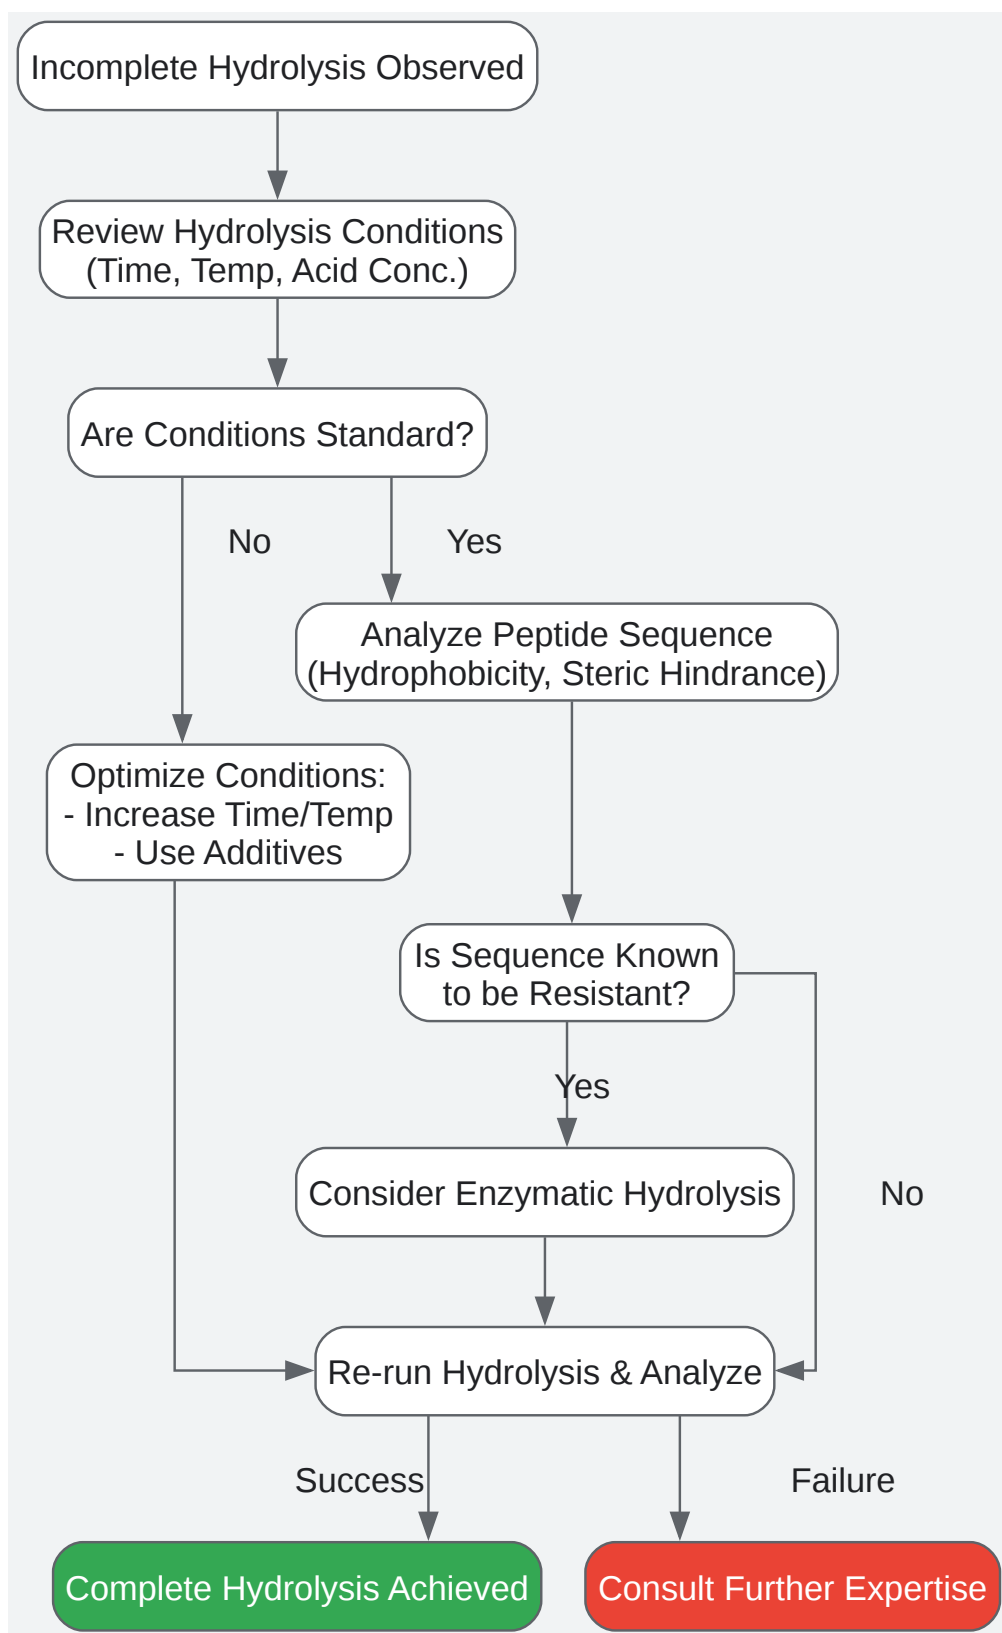 Incomplete Hydrolysis Observed
Review Hydrolysis Conditions
(Time, Temp, Acid Conc.)
Are Conditions Standard?
No
Yes
Analyze Peptide Sequence
(Hydrophobicity, Steric Hindrance)
Optimize Conditions:
- Increase Time/Temp
- Use Additives
Is Sequence Known
to be Resistant?
Yes
Consider Enzymatic Hydrolysis
No
Re-run Hydrolysis & Analyze
Success
Failure
Complete Hydrolysis Achieved
Consult Further Expertise